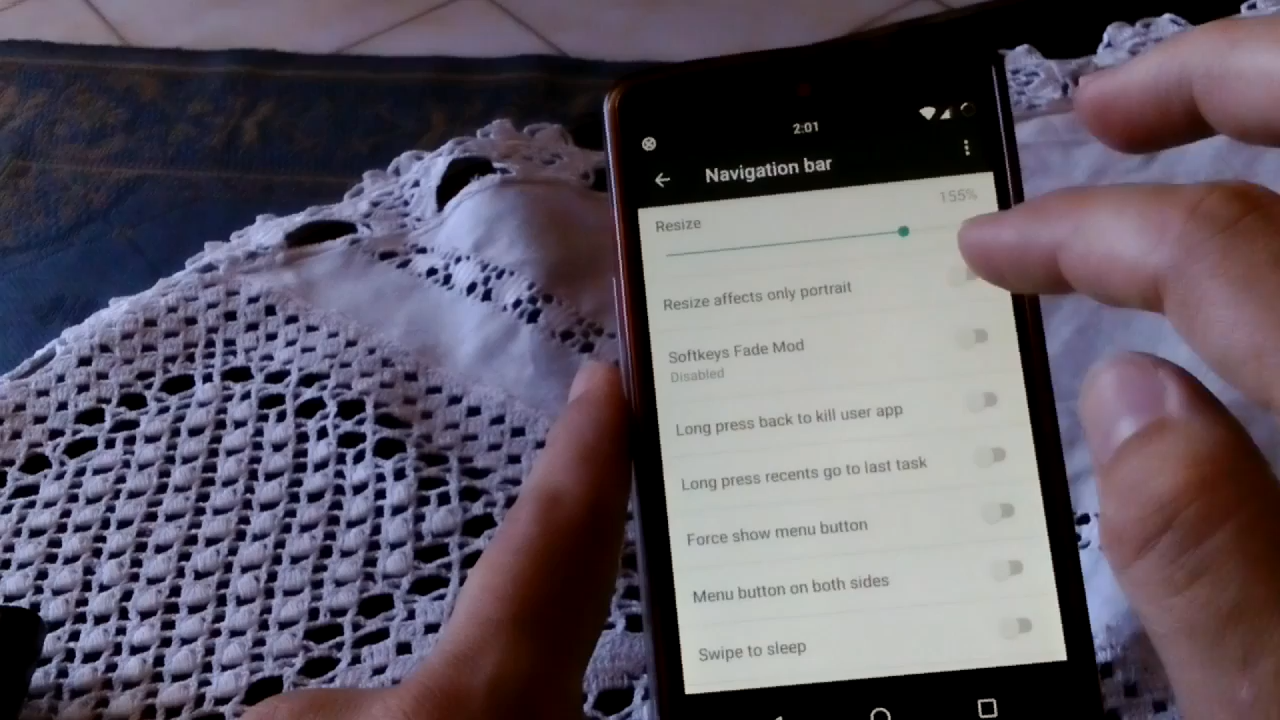 2:01
Navigation bar
155%
Resize
Resize affects only portrait
Softkeys Fade Mod
Disabled
Long press back to kill user app
Long press recents go to last task
Force show menu button
Menu button on both sides
Swipe to sleep